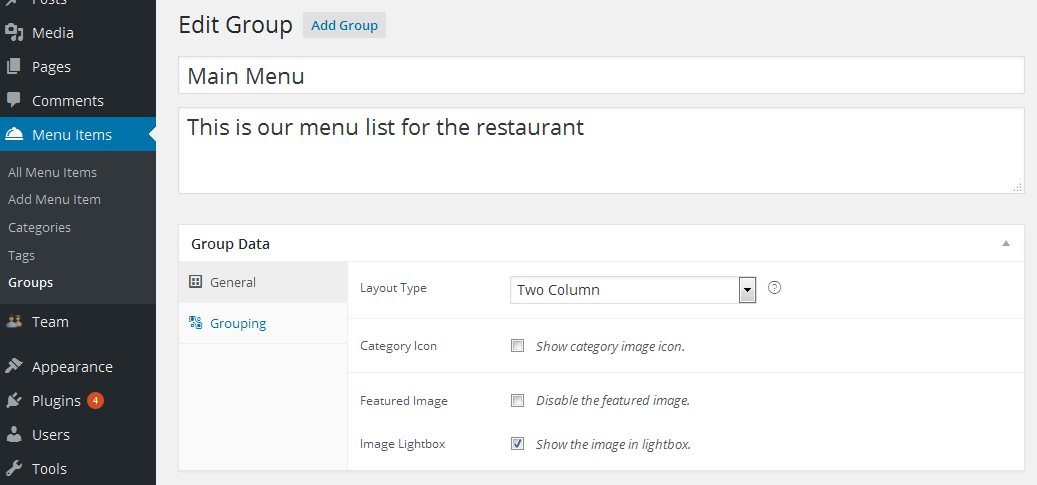 Posts
Media
Pages
Comments
Menu Items
All Menu Items
Add Menu Item
Categories
Tags
Groups
Team
Appearance
Plugins 4
Users
Tools
Edit Group Add Group
Main Menu
This is our menu list for the restaurant
Group Data
General
Grouping
Layout Type Two Column ?
Category Icon Show category image icon.
Featured Image Disable the featured image.
Image Lightbox Show the image in lightbox.